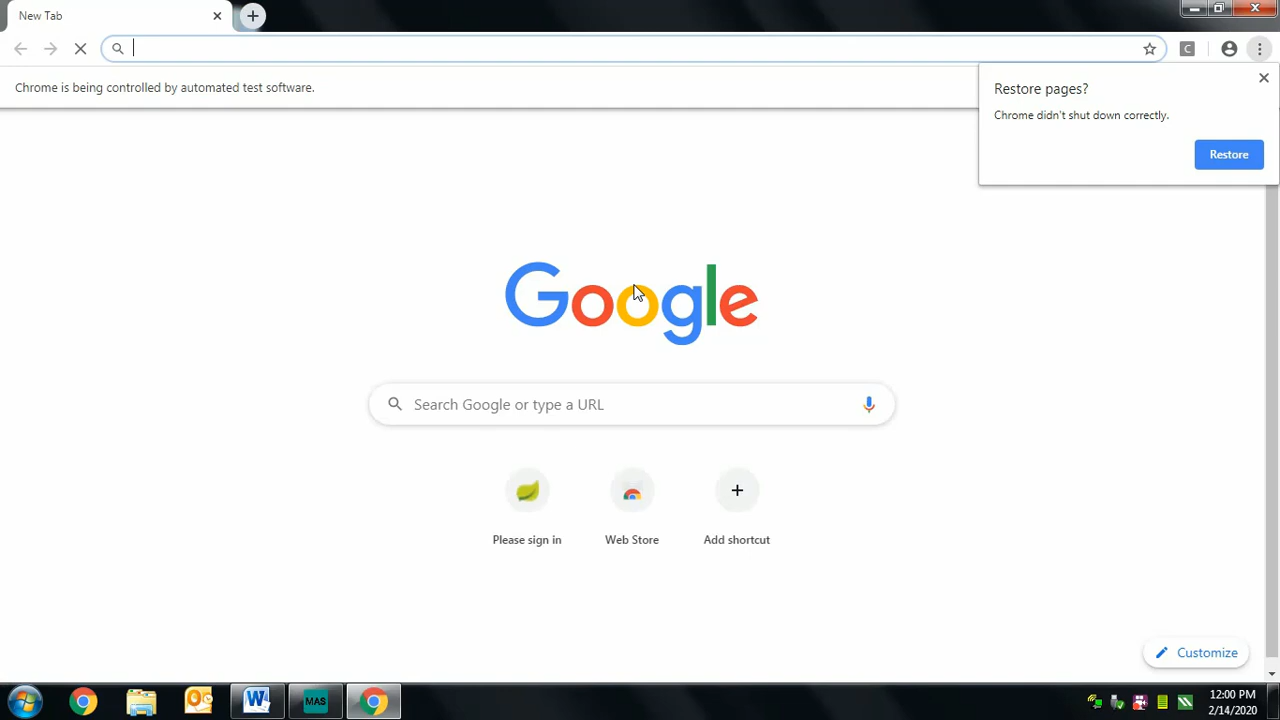 New Tab
Chrome is being controlled by automated test software.
Restore pages?
Chrome didn't shut down correctly.
Restore
Google
Search Google or type a URL
Please sign in
Web Store
Add shortcut
Customize
W
MAS
12:00 PM
2/14/2020